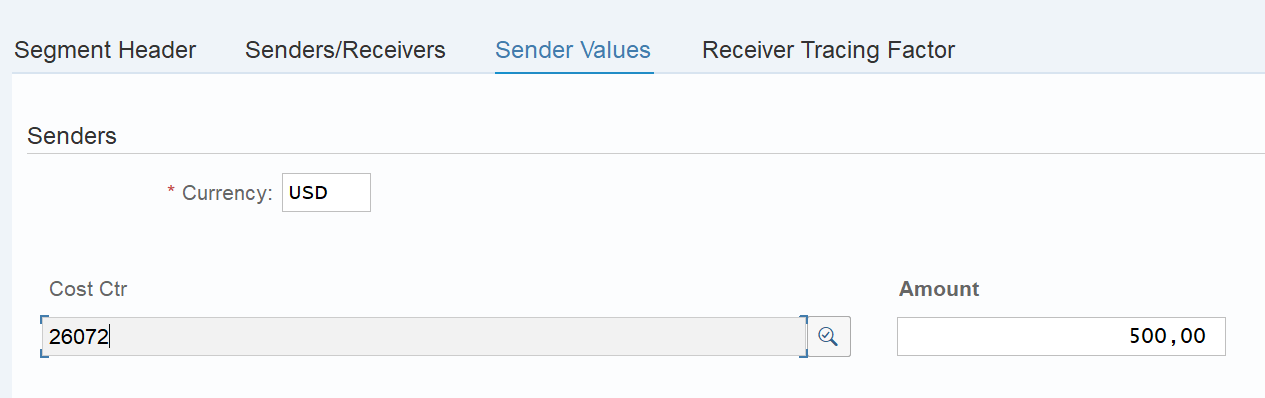 Segment Header Senders/Receivers Sender Values Receiver Tracing Factor
Senders
* Currency: USD
Cost Ctr Amount
26072 500,00